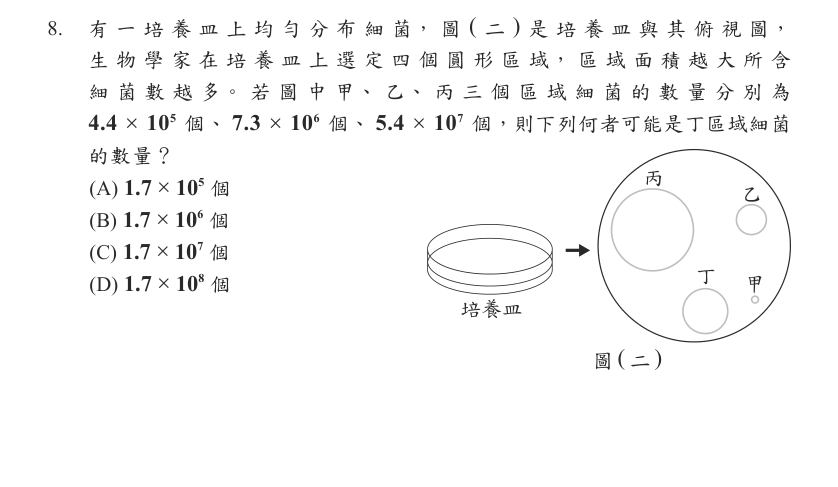 8. 有一培養皿上均勻分布細菌，圖(二)是培養皿與其俯視圖，
生物學家在培養皿上選定四個圓形區域，區域面積越大所含
細菌數越多。若圖中甲、乙、丙三個區域細菌的數量分別為
4.4 × 10⁵ 個、7.3 × 10⁶ 個、5.4 × 10⁷ 個，則下列何者可能是丁區域細菌
的數量？
(A) 1.7 × 10⁵ 個
(B) 1.7 × 10⁶ 個
(C) 1.7 × 10⁷ 個
(D) 1.7 × 10⁸ 個
丙
乙
丁
甲
培養皿
圖(二)